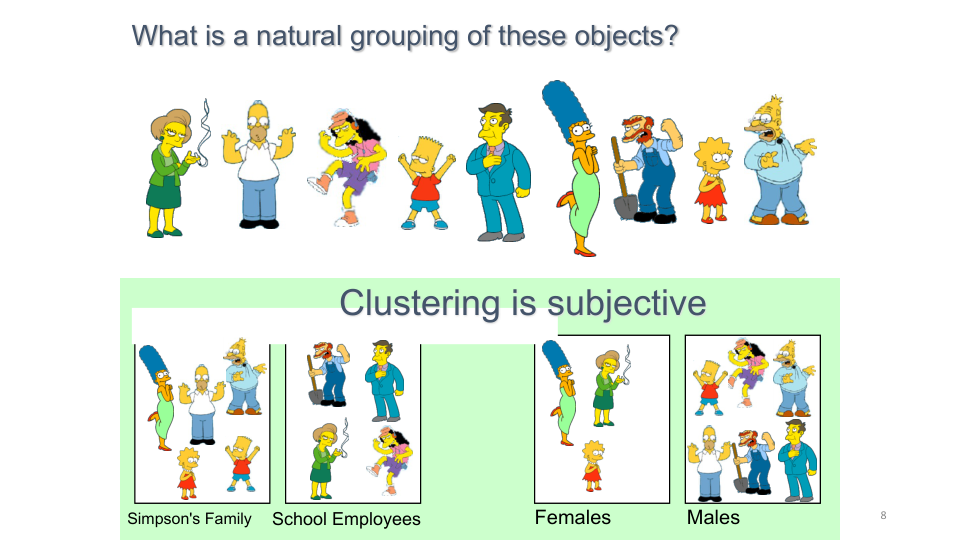 What is a natural grouping of these objects?
Clustering is subjective
Simpson's Family
School Employees
Females
Males
8